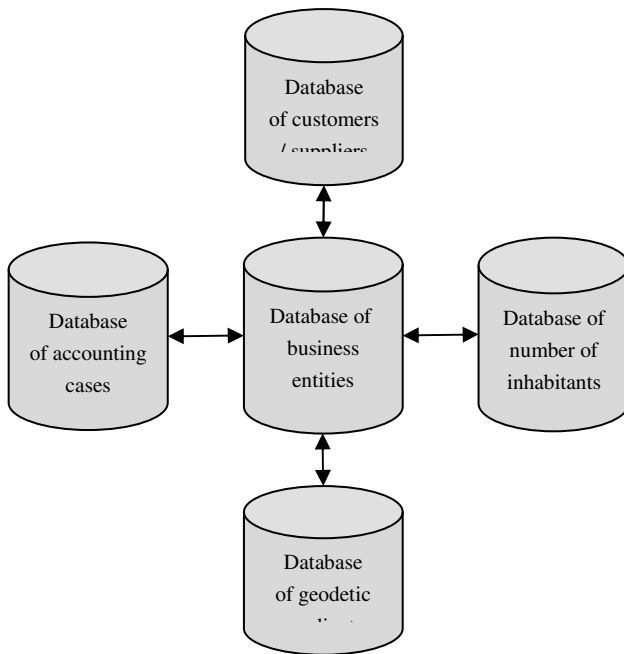 Database
of customers
/ suppliers
Database
of accounting
cases
Database of
business
entities
Database of
number of
inhabitants
Database
of geodetic